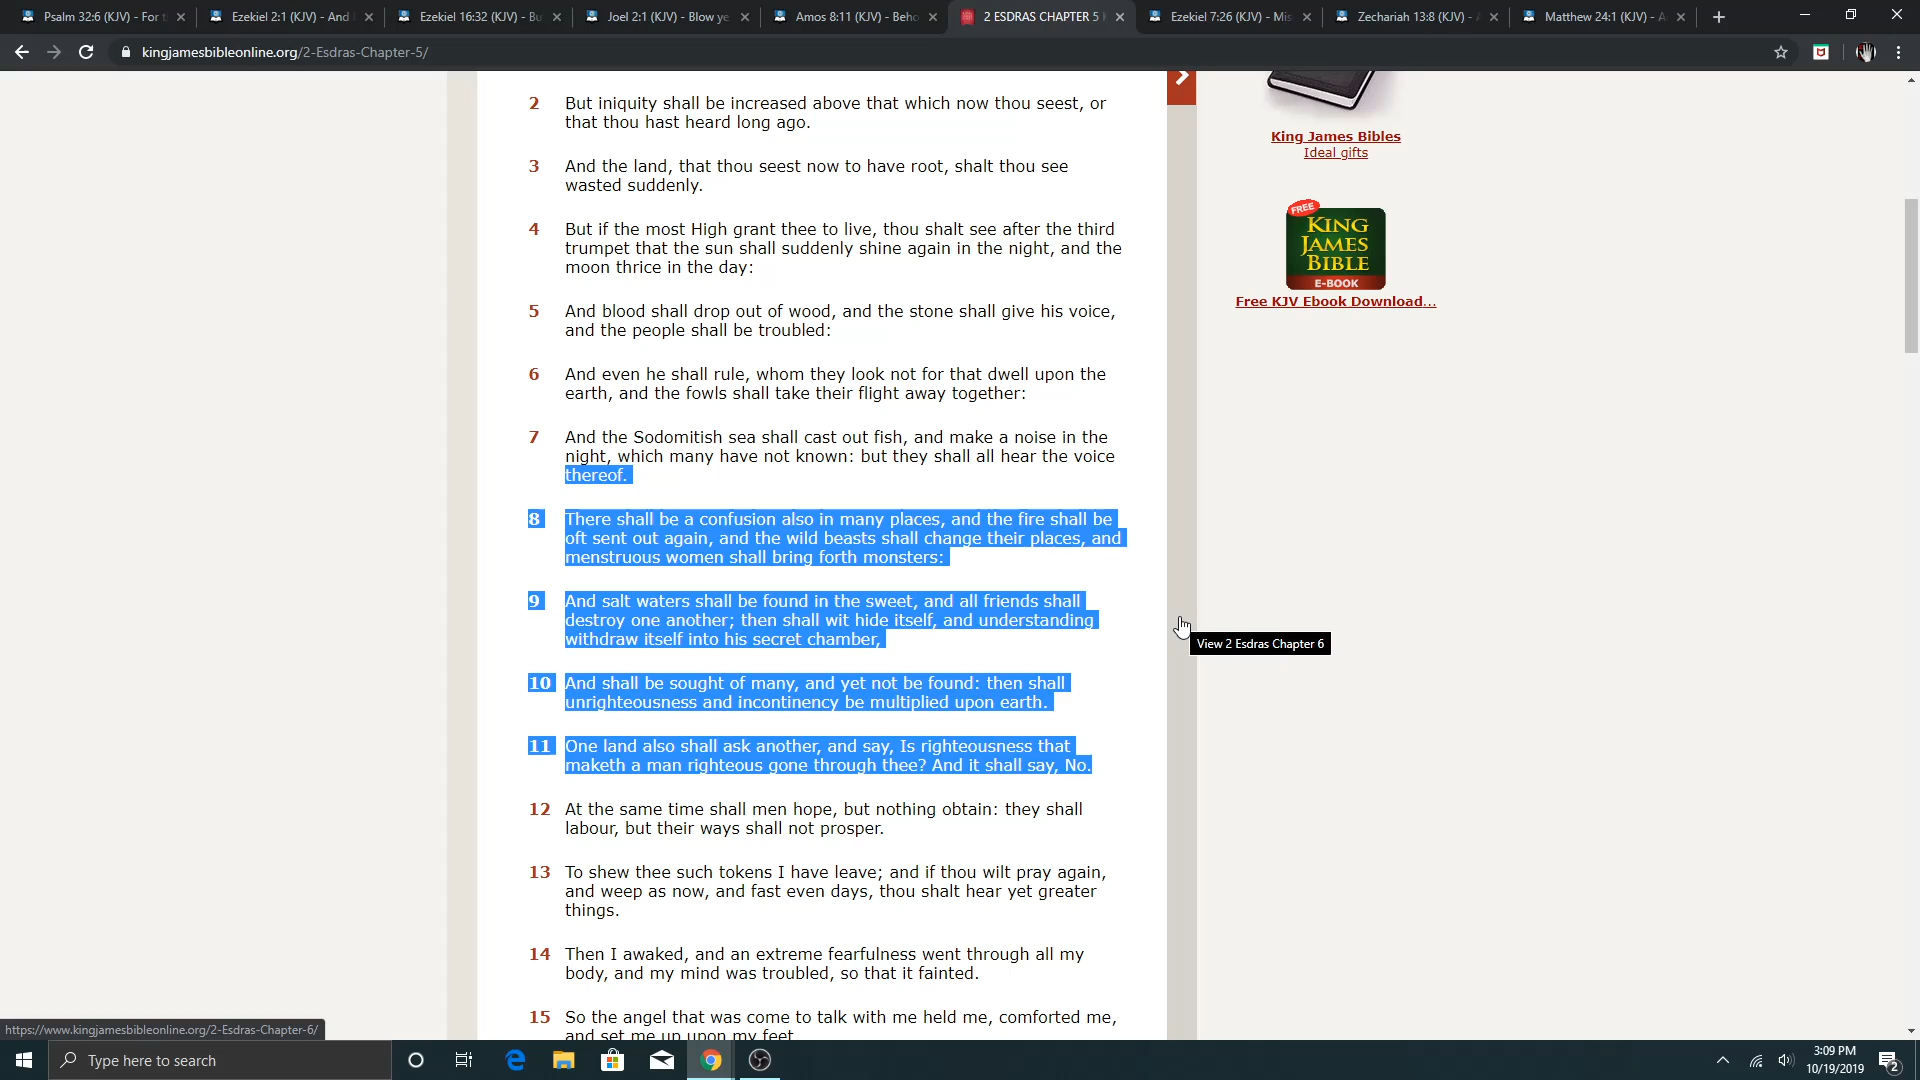 Psalm 32:6 (KJV) - For t
Ezekiel 2:1 (KJV) - And
Ezekiel 16:32 (KJV) - Bu
Joel 2:1 (KJV) - Blow ye
Amos 8:11 (KJV) - Beho
2 ESDRAS CHAPTER 5
Ezekiel 7:26 (KJV) - Mis
Zechariah 13:8 (KJV) - A
Matthew 24:1 (KJV) - A
kingjamesbibleonline.org/2-Esdras-Chapter-5/
2 But iniquity shall be increased above that which now thou seest, or
that thou hast heard long ago.
3 And the land, that thou seest now to have root, shalt thou see
wasted suddenly.
4 But if the most High grant thee to live, thou shalt see after the third
trumpet that the sun shall suddenly shine again in the night, and the
moon thrice in the day:
5 And blood shall drop out of wood, and the stone shall give his voice,
and the people shall be troubled:
6 And even he shall rule, whom they look not for that dwell upon the
earth, and the fowls shall take their flight away together:
7 And the Sodomitish sea shall cast out fish, and make a noise in the
night, which many have not known: but they shall all hear the voice
thereof.
8 There shall be a confusion also in many places, and the fire shall be
oft sent out again, and the wild beasts shall change their places, and
menstruous women shall bring forth monsters:
9 And salt waters shall be found in the sweet, and all friends shall
destroy one another; then shall wit hide itself, and understanding
withdraw itself into his secret chamber,
10 And shall be sought of many, and yet not be found: then shall
unrighteousness and incontinency be multiplied upon earth.
11 One land also shall ask another, and say, Is righteousness that
maketh a man righteous gone through thee? And it shall say, No.
12 At the same time shall men hope, but nothing obtain: they shall
labour, but their ways shall not prosper.
13 To shew thee such tokens I have leave; and if thou wilt pray again,
and weep as now, and fast even days, thou shalt hear yet greater
things.
14 Then I awaked, and an extreme fearfulness went through all my
body, and my mind was troubled, so that it fainted.
15 So the angel that was come to talk with me held me, comforted me,
and set me up upon my feet.
King James Bibles
Ideal gifts
FREE
KING
JAMES
BIBLE
E-BOOK
Free KJV Ebook Download...
View 2 Esdras Chapter 6
https://www.kingjamesbibleonline.org/2-Esdras-Chapter-6/
Type here to search
3:09 PM
10/19/2019
2